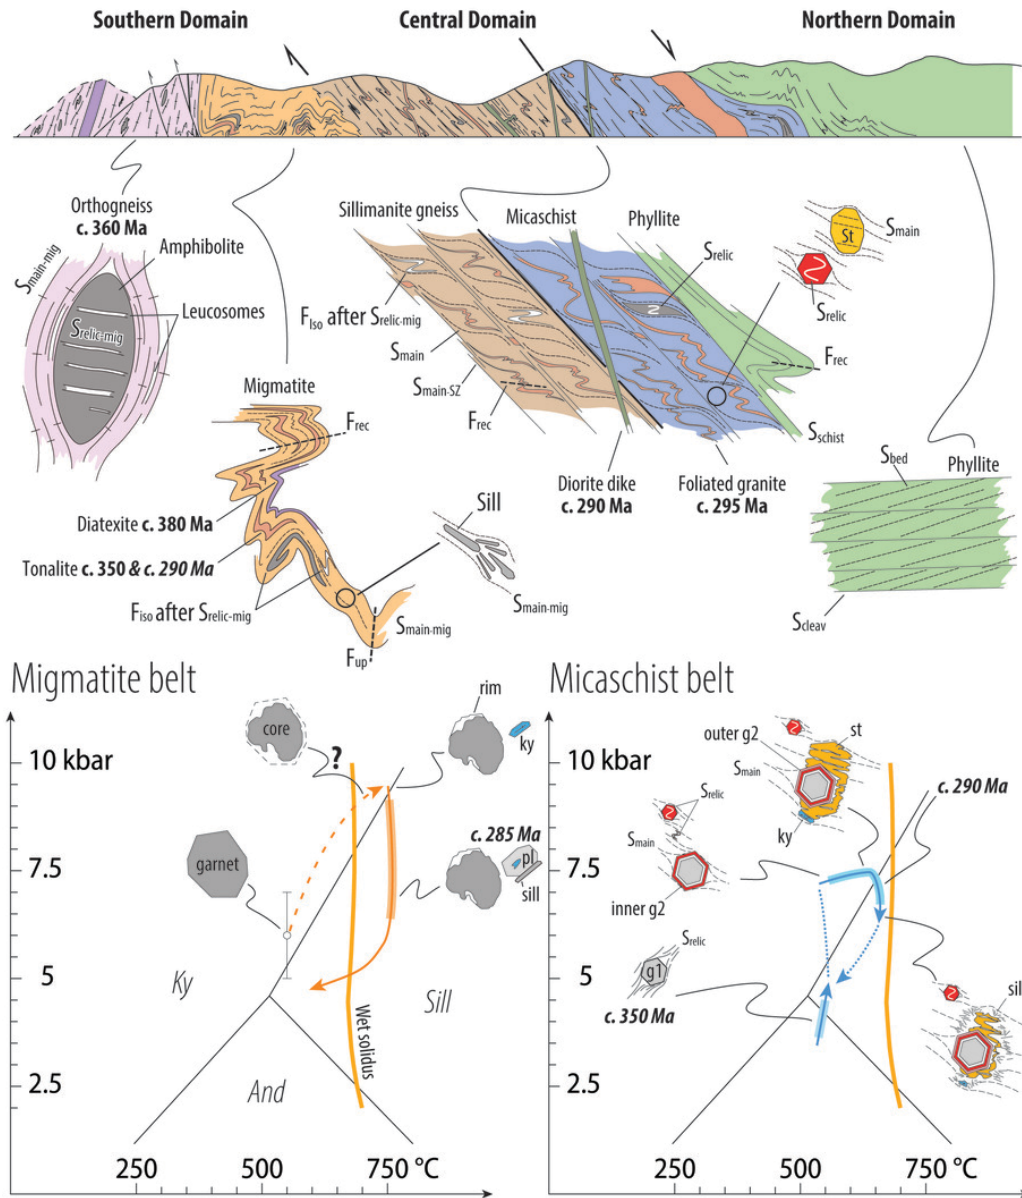 Southern Domain
Central Domain
Northern Domain
Orthogneiss
c. 360 Ma
Amphibolite
Smain-mig
Srelic-mig
Leucosomes
Sillimanite gneiss
Micaschist
Phyllite
Srelic
St
Smain
Srelic
FIso after Srelic-mig
Smain
Smain-SZ
Frec
Frec
Sschist
Diorite dike
c. 290 Ma
Foliated granite
c. 295 Ma
Sbed
Phyllite
Scleav
Migmatite
Frec
Diatexite c. 380 Ma
Tonalite c. 350 & c. 290 Ma
Fiso after Srelic-mig
Sill
Smain-mig
Smain-mig
Fup
Migmatite belt
10 kbar
7.5
5
2.5
core
?
rim
ky
garnet
c. 285 Ma
pl
sill
Ky
Sill
And
Wet solidus
250
500
750 °C
Micaschist belt
10 kbar
7.5
5
2.5
outer g2
st
Smain
ky
c. 290 Ma
Srelic
Smain
inner g2
Srelic
g1
c. 350 Ma
sil
250
500
750 °C